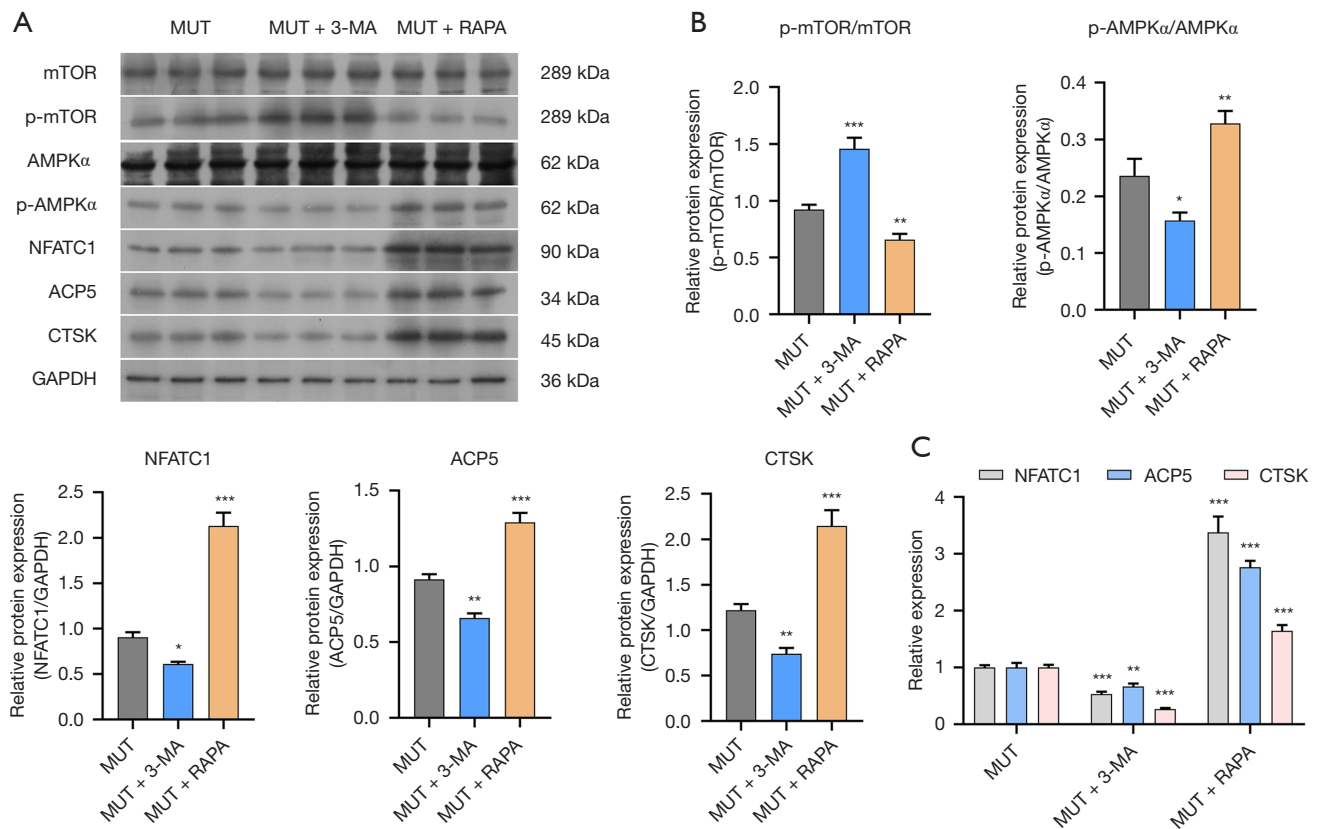 A
MUT
MUT + 3-MA
MUT + RAPA
mTOR
289 kDa
p-mTOR
289 kDa
AMPKα
62 kDa
p-AMPKα
62 kDa
NFATC1
90 kDa
ACP5
34 kDa
CTSK
45 kDa
GAPDH
36 kDa
B
p-mTOR/mTOR
Relative protein expression
(p-mTOR/mTOR)
2.0
1.5
1.0
0.5
0.0
***
**
MUT
MUT + 3-MA
MUT + RAPA
p-AMPKα/AMPKα
Relative protein expression
(p-AMPKα/AMPKα)
0.4
0.3
0.2
0.1
0.0
*
**
MUT
MUT + 3-MA
MUT + RAPA
NFATC1
Relative protein expression
(NFATC1/GAPDH)
2.5
2.0
1.5
1.0
0.5
0.0
*
***
MUT
MUT + 3-MA
MUT + RAPA
ACP5
Relative protein expression
(ACP5/GAPDH)
1.5
1.0
0.5
0.0
**
***
MUT
MUT + 3-MA
MUT + RAPA
CTSK
Relative protein expression
(CTSK/GAPDH)
2.5
2.0
1.5
1.0
0.5
0.0
**
***
MUT
MUT + 3-MA
MUT + RAPA
C
NFATC1
ACP5
CTSK
Relative expression
4
3
2
1
0
***
**
***
***
***
***
MUT
MUT + 3-MA
MUT + RAPA